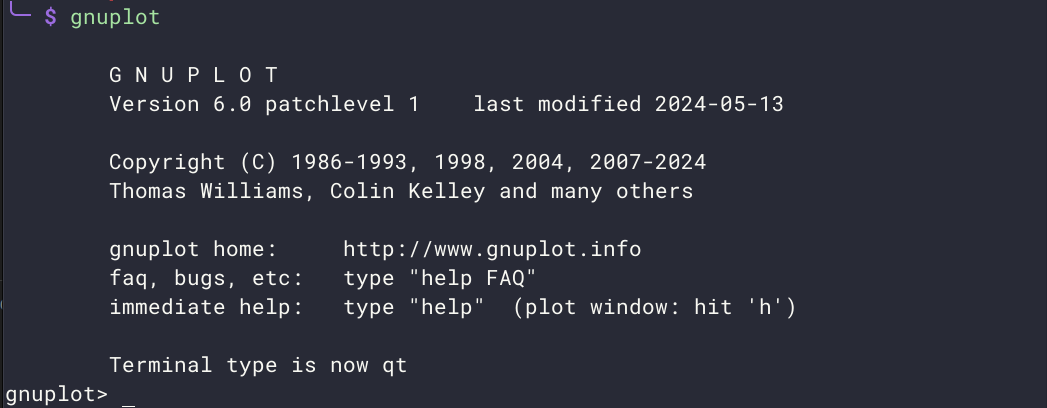 $ gnuplot
G N U P L O T
Version 6.0 patchlevel 1    last modified 2024-05-13
Copyright (C) 1986-1993, 1998, 2004, 2007-2024
Thomas Williams, Colin Kelley and many others
gnuplot home:     http://www.gnuplot.info
faq, bugs, etc:   type "help FAQ"
immediate help:   type "help"  (plot window: hit 'h')
Terminal type is now qt
gnuplot> _